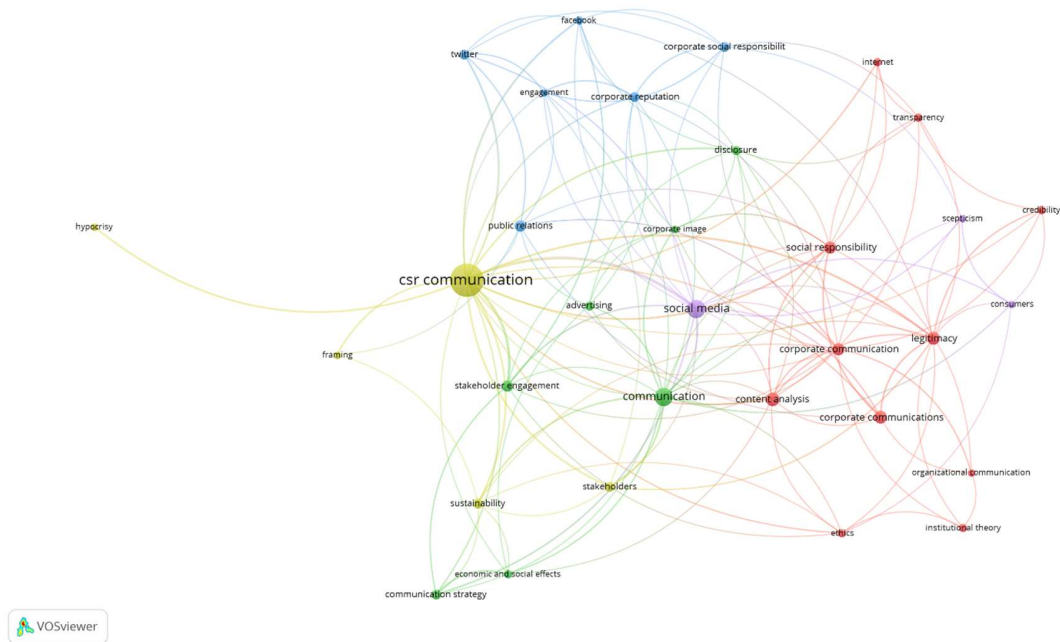 facebook
corporate social responsibilit
twitter
internet
engagement
corporate reputation
transparency
disclosure
credibility
scepticism
hypocrisy
public relations
corporate image
social responsibility
csr communication
advertising
social media
consumers
legitimacy
corporate communication
framing
stakeholder engagement
communication
content analysis
corporate communications
organizational communication
stakeholders
sustainability
institutional theory
ethics
economic and social effects
communication strategy
VOSviewer